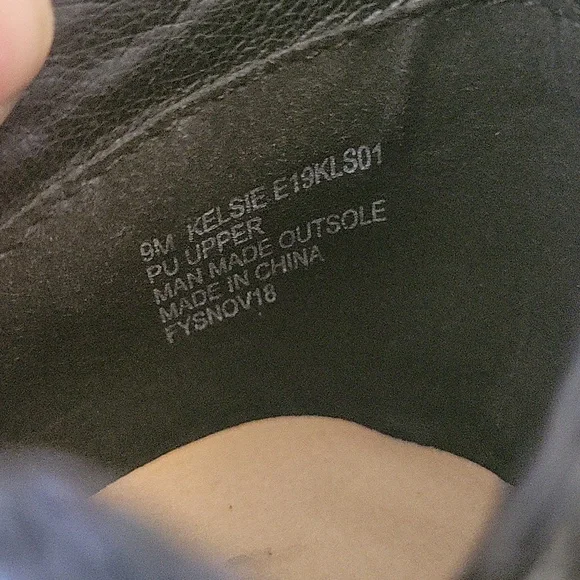 9M KELSIE E19KLS01
PU UPPER
MAN MADE OUTSOLE
MADE IN CHINA
FYSNOV18